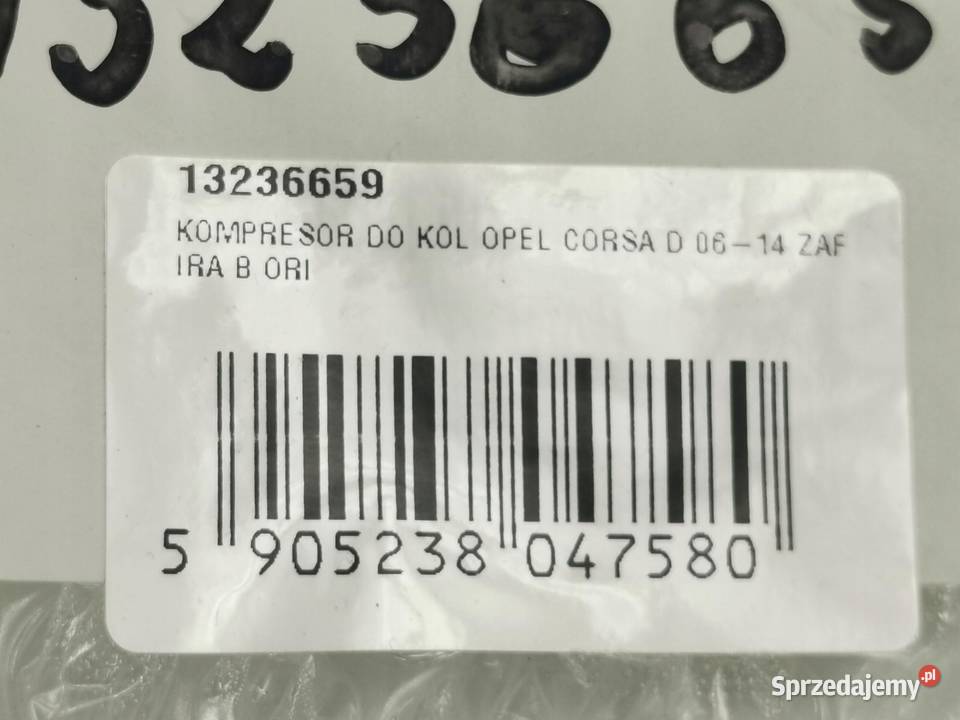 13236659
KOMPRESOR DO KOL OPEL CORSA D 06-14 ZAF
IRA B ORI
5 905238 047580
Sprzedajemy.pl